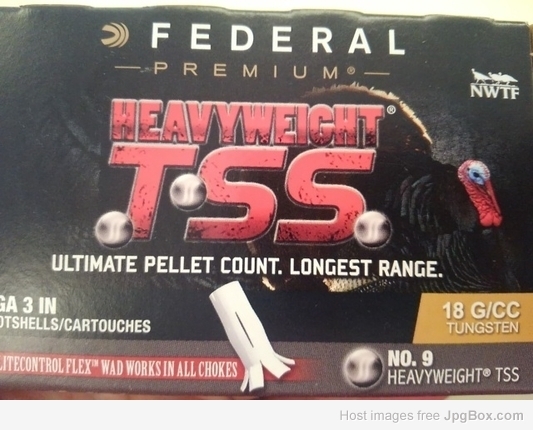 FEDERAL
PREMIUM®
NWTF
HEAVYWEIGHT®
TSS
ULTIMATE PELLET COUNT. LONGEST RANGE.
GA 3 IN
OTSHELLS/CARTOUCHES
18 G/CC
TUNGSTEN
LITECONTROL FLEX™ WAD WORKS IN ALL CHOKES
NO. 9
HEAVYWEIGHT® TSS
Host images free JpgBox.com